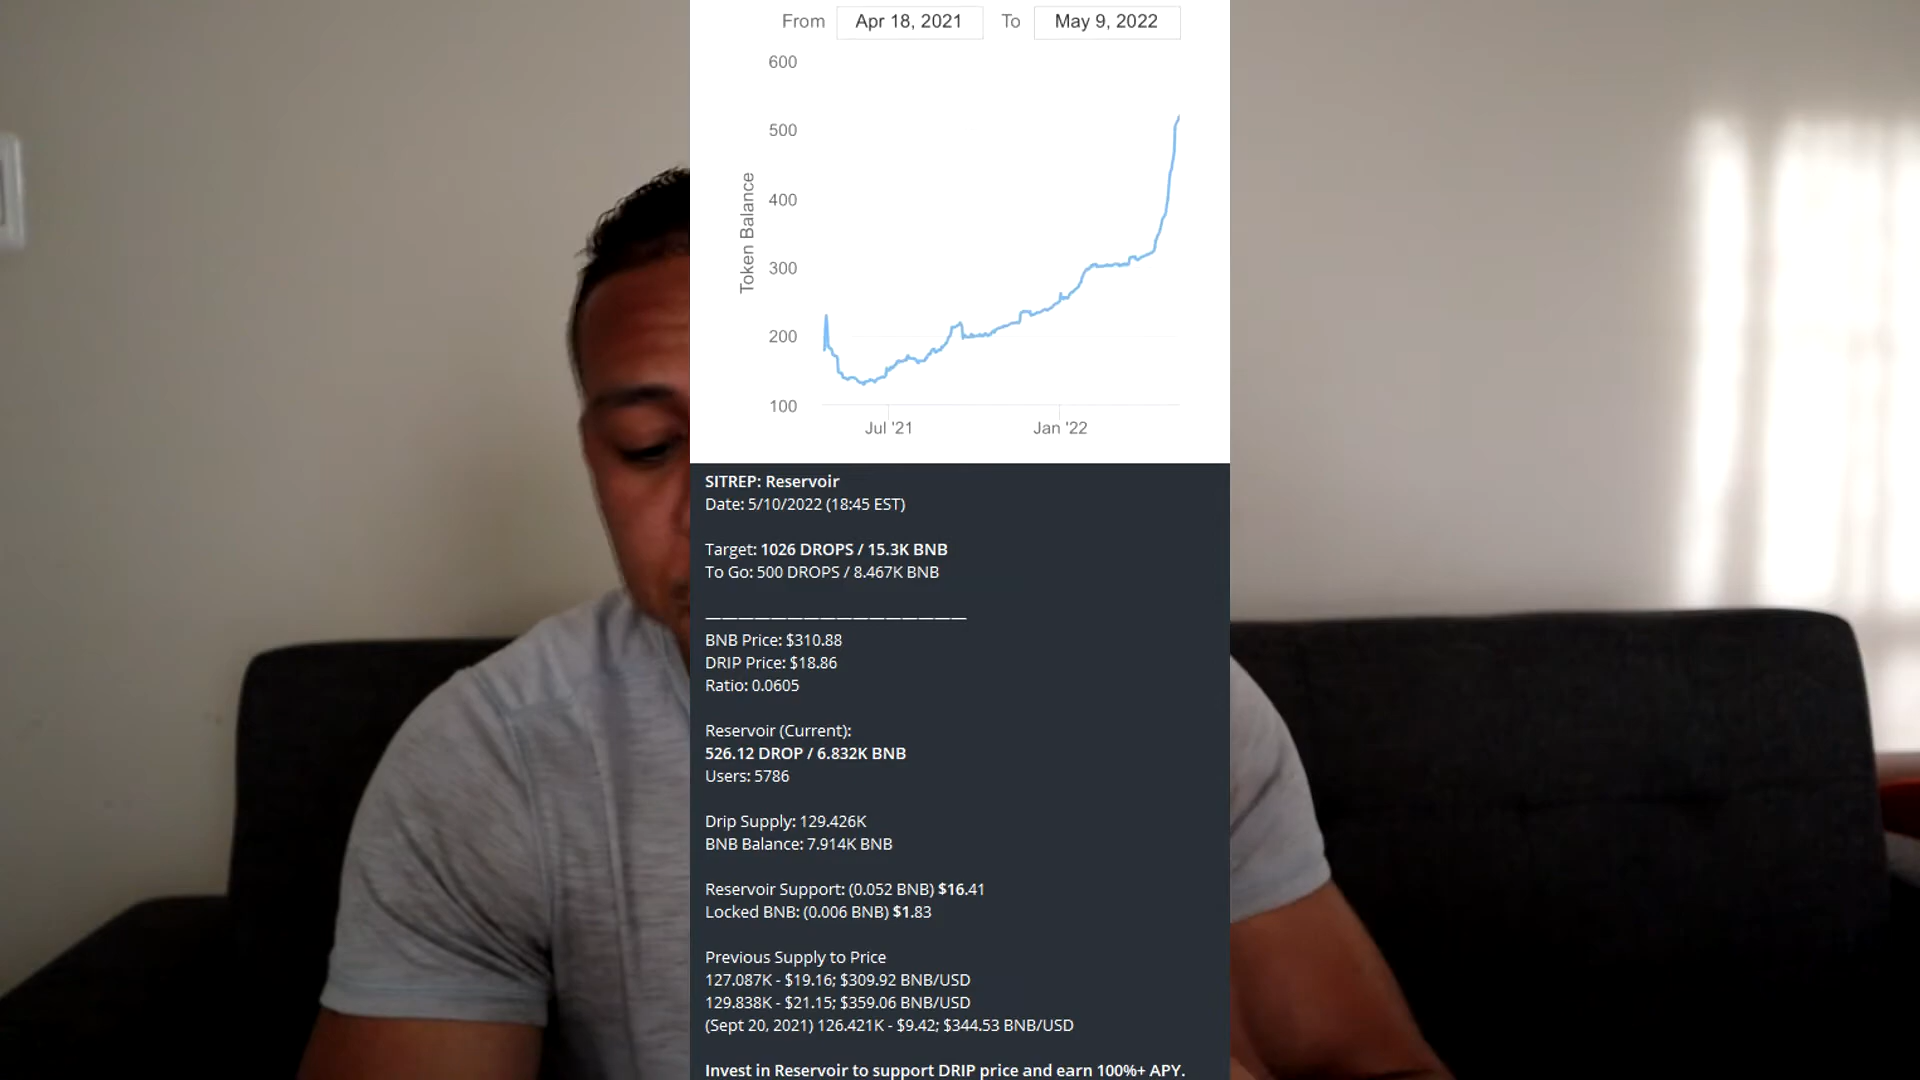 From Apr 18, 2021 To May 9, 2022
600
500
400
300
200
100
Token Balance
Jul '21 Jan '22
SITREP: Reservoir
Date: 5/10/2022 (18:45 EST)
Target: 1026 DROPS / 15.3K BNB
To Go: 500 DROPS / 8.467K BNB
————————————————
BNB Price: $310.88
DRIP Price: $18.86
Ratio: 0.0605
Reservoir (Current):
526.12 DROP / 6.832K BNB
Users: 5786
Drip Supply: 129.426K
BNB Balance: 7.914K BNB
Reservoir Support: (0.052 BNB) $16.41
Locked BNB: (0.006 BNB) $1.83
Previous Supply to Price
127.087K - $19.16; $309.92 BNB/USD
129.838K - $21.15; $359.06 BNB/USD
(Sept 20, 2021) 126.421K - $9.42; $344.53 BNB/USD
Invest in Reservoir to support DRIP price and earn 100%+ APY.